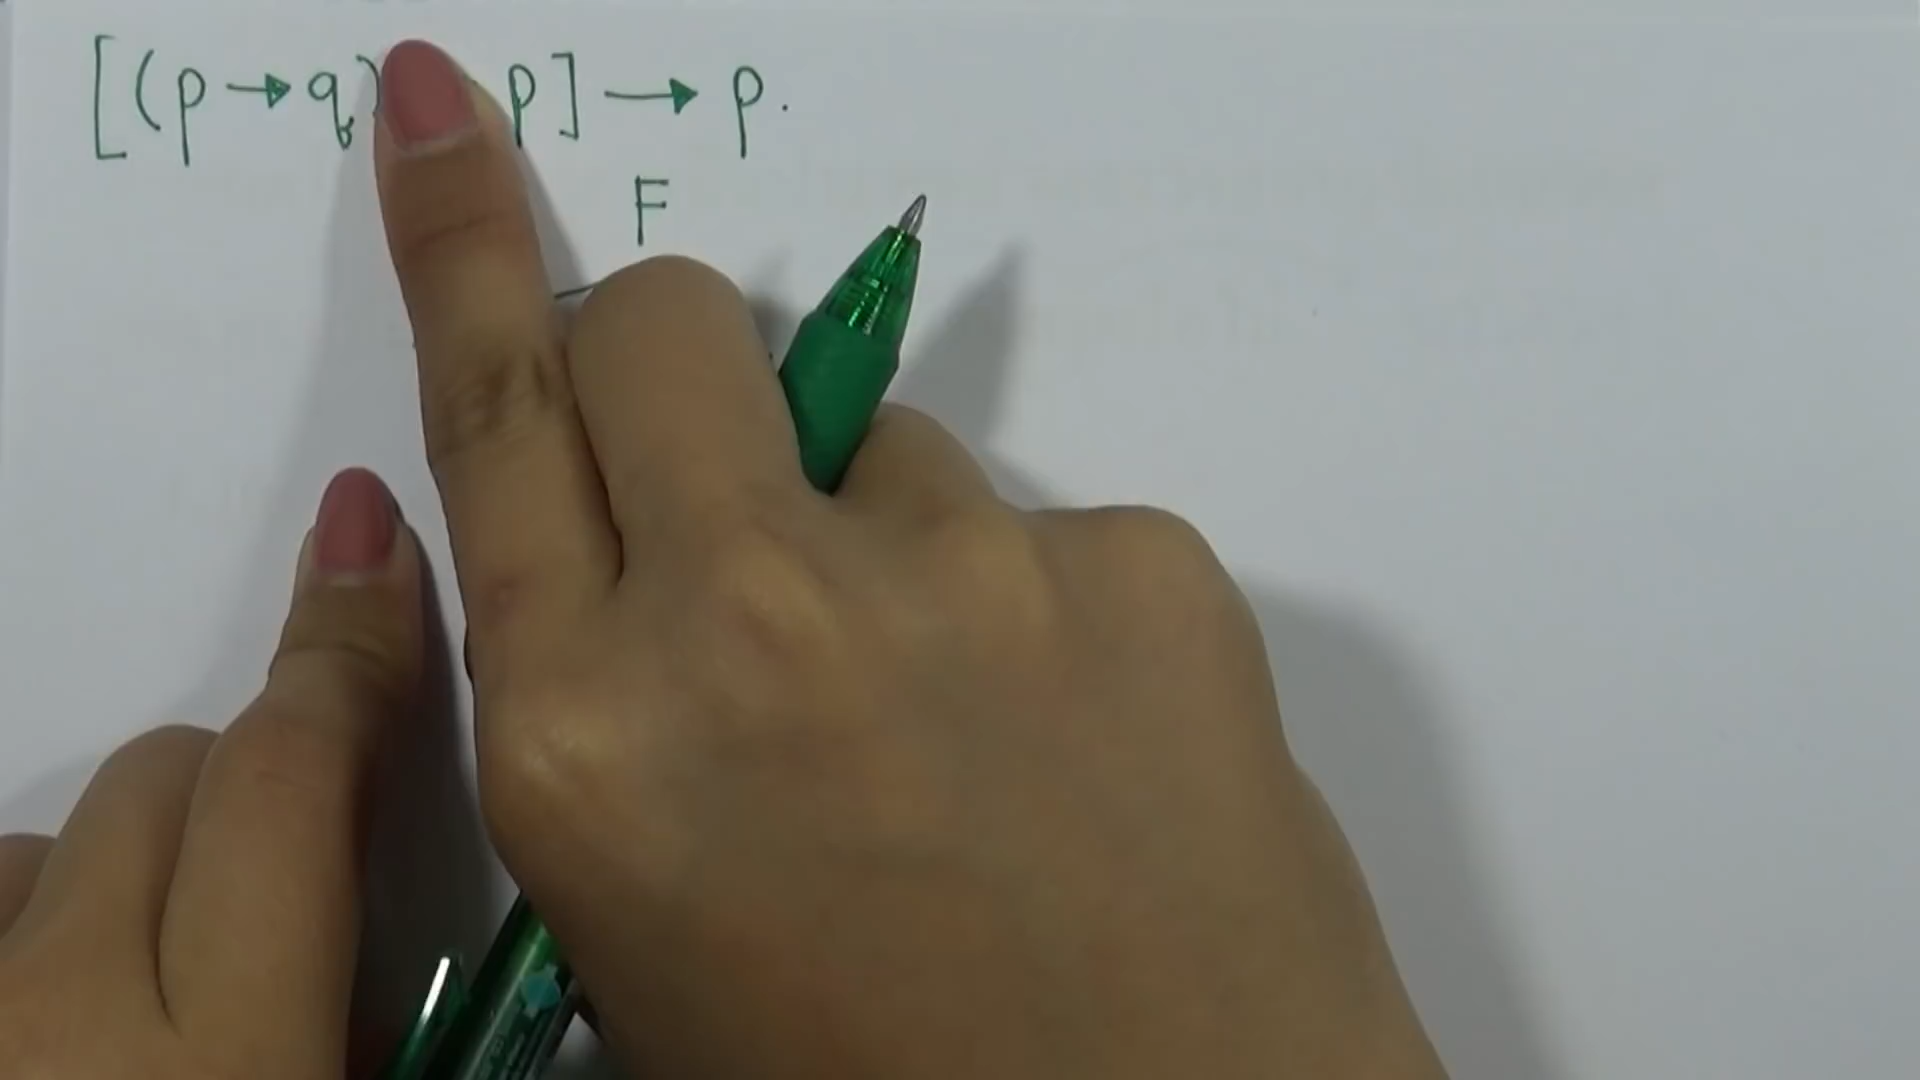 [(p → q) p] → p.
F